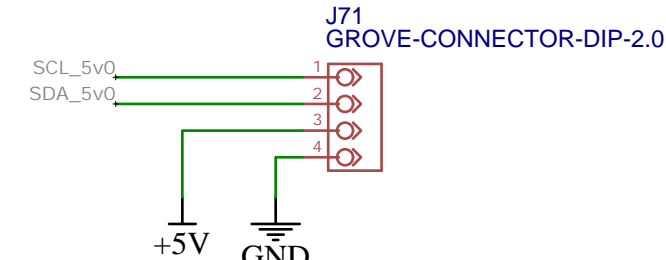 J71
GROVE-CONNECTOR-DIP-2.0
SCL_5v0
1
SDA_5v0
2
3
4
+5V
GND